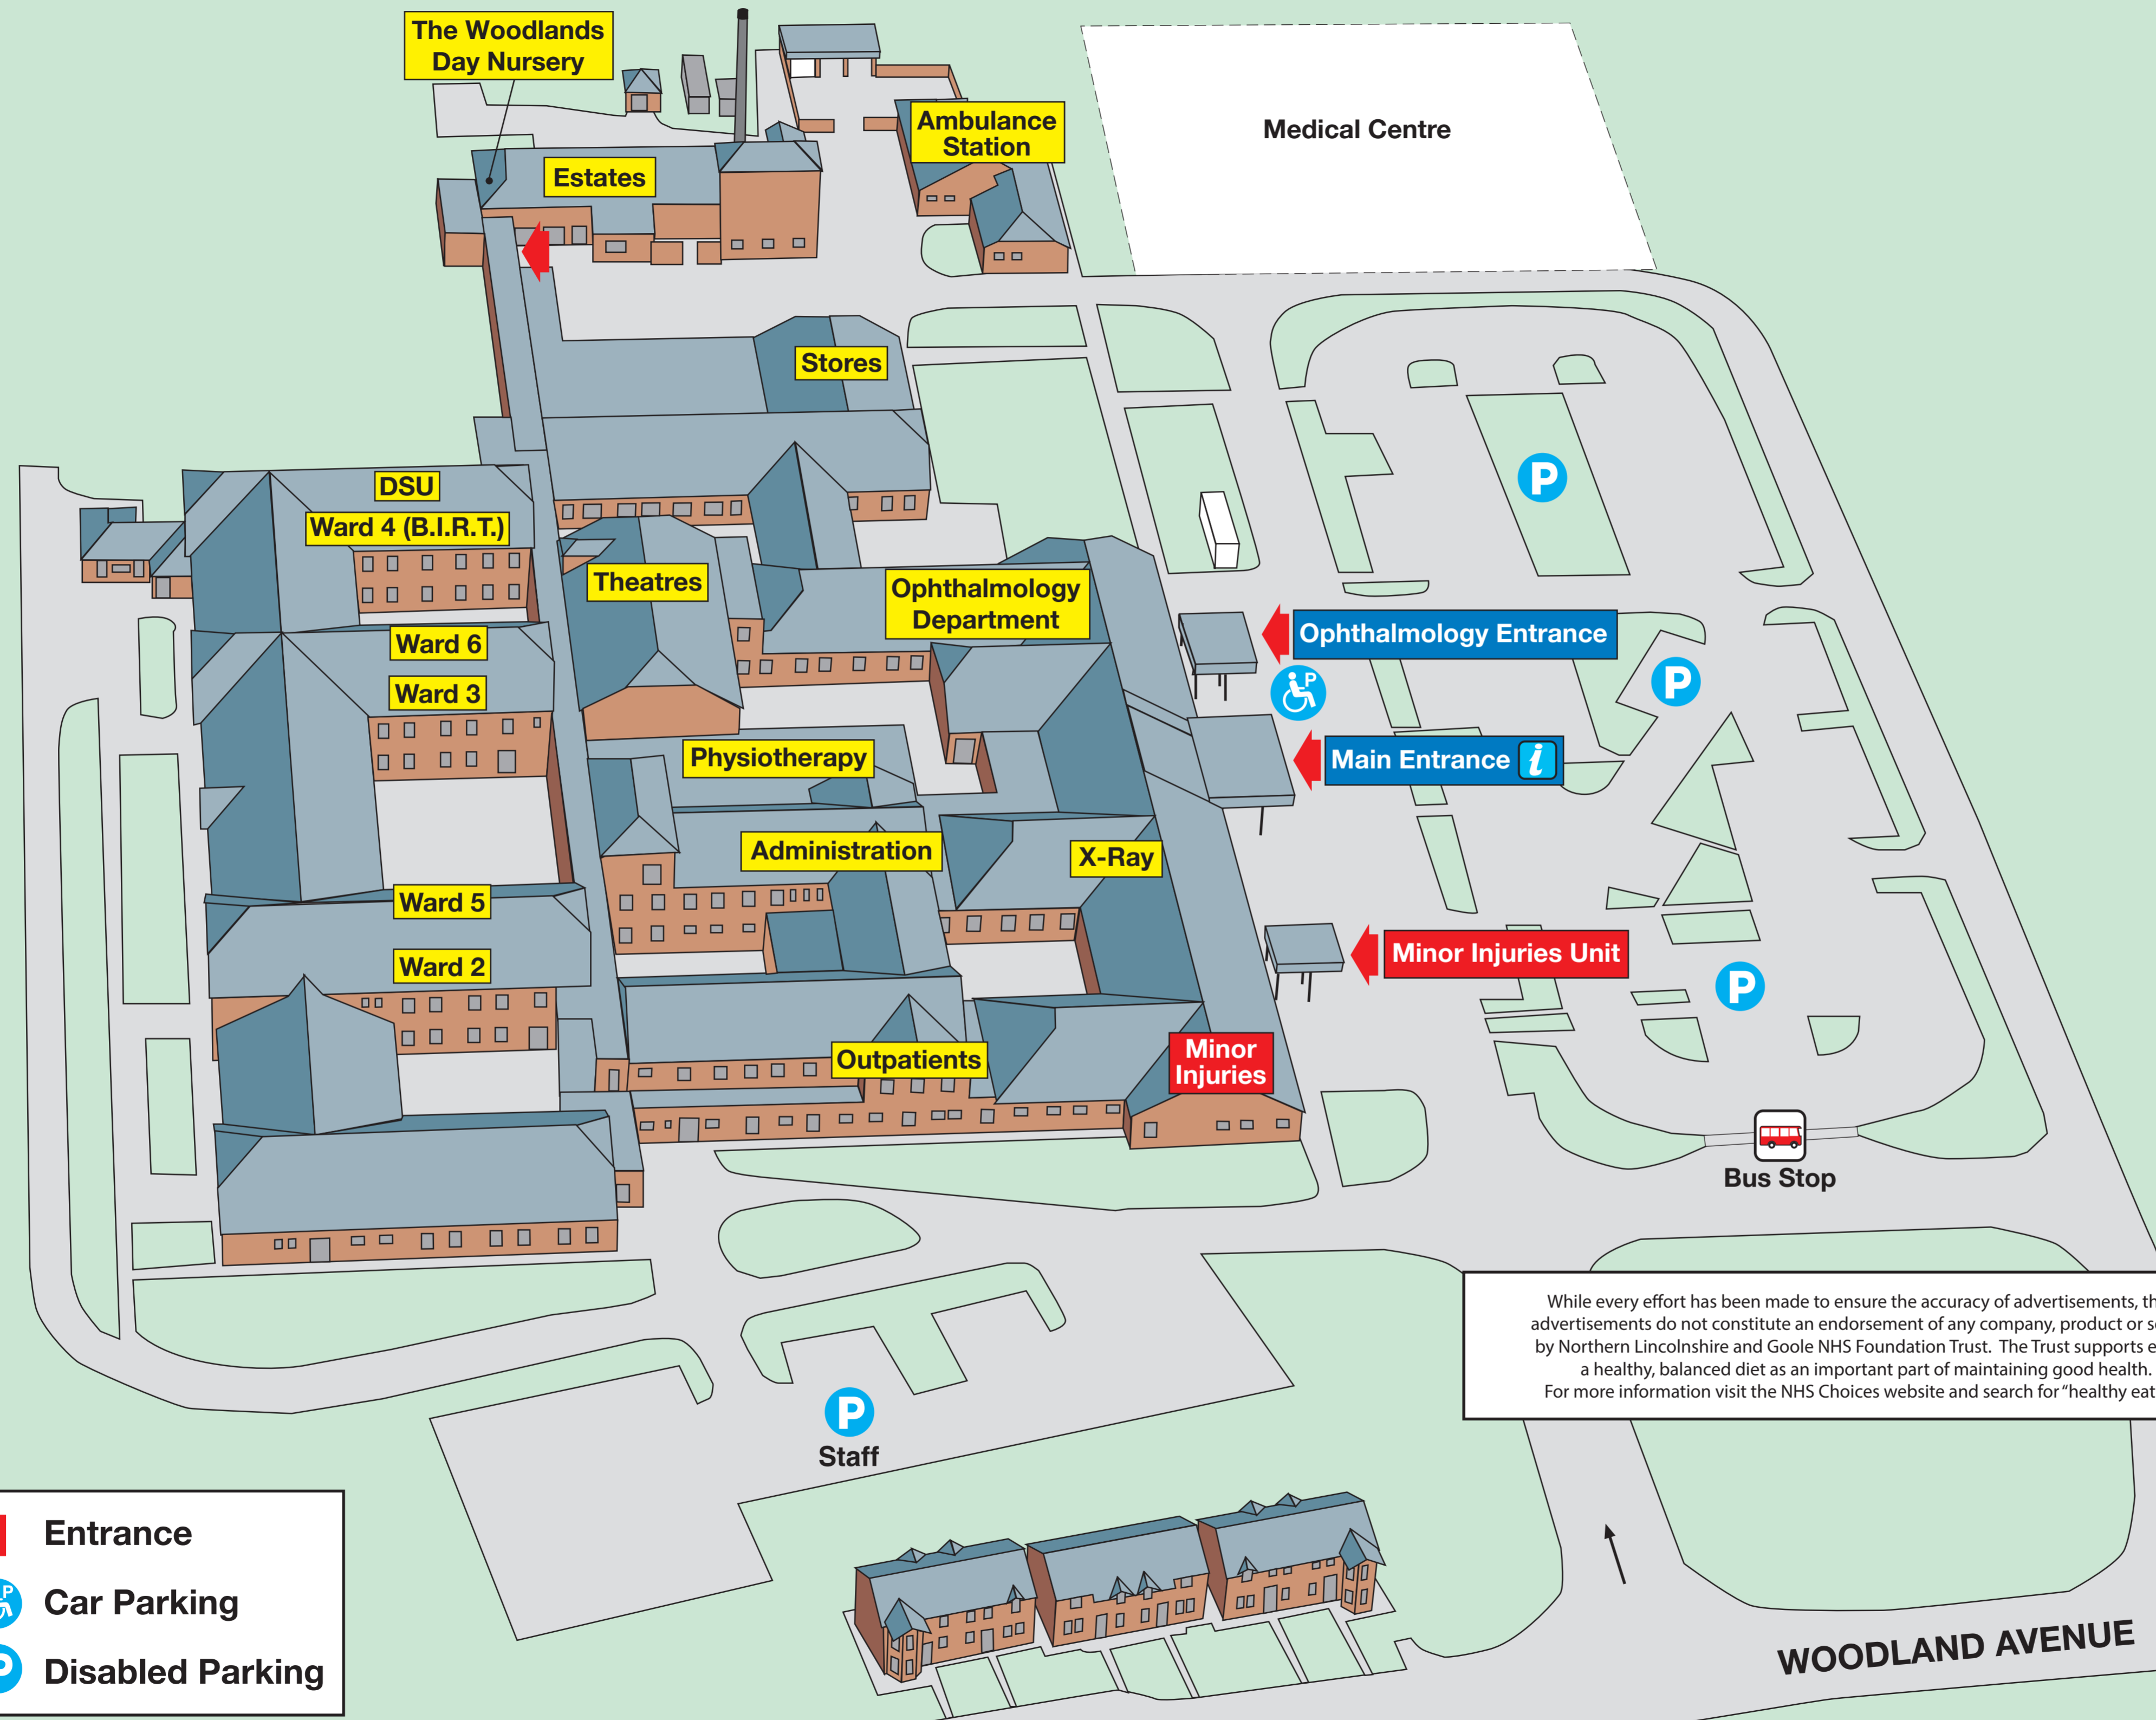 The Woodlands
Day Nursery
Ambulance
Station
Medical Centre
Estates
Stores
DSU
Ward 4 (B.I.R.T.)
P
Theatres
Ophthalmology
Department
Ophthalmology Entrance
Ward 6
P
P
Ward 3
Physiotherapy
Main Entrance i
Administration
X-Ray
Ward 5
Minor Injuries Unit
Ward 2
P
Outpatients
Minor
Injuries
Bus Stop
While every effort has been made to ensure the accuracy of advertisements,
advertisements do not constitute an endorsement of any company, product or
by Northern Lincolnshire and Goole NHS Foundation Trust. The Trust supports
a healthy, balanced diet as an important part of maintaining good health.
For more information visit the NHS Choices website and search for “healthy
P
Staff
Entrance
P
Car Parking
P
Disabled Parking
WOODLAND AVENUE